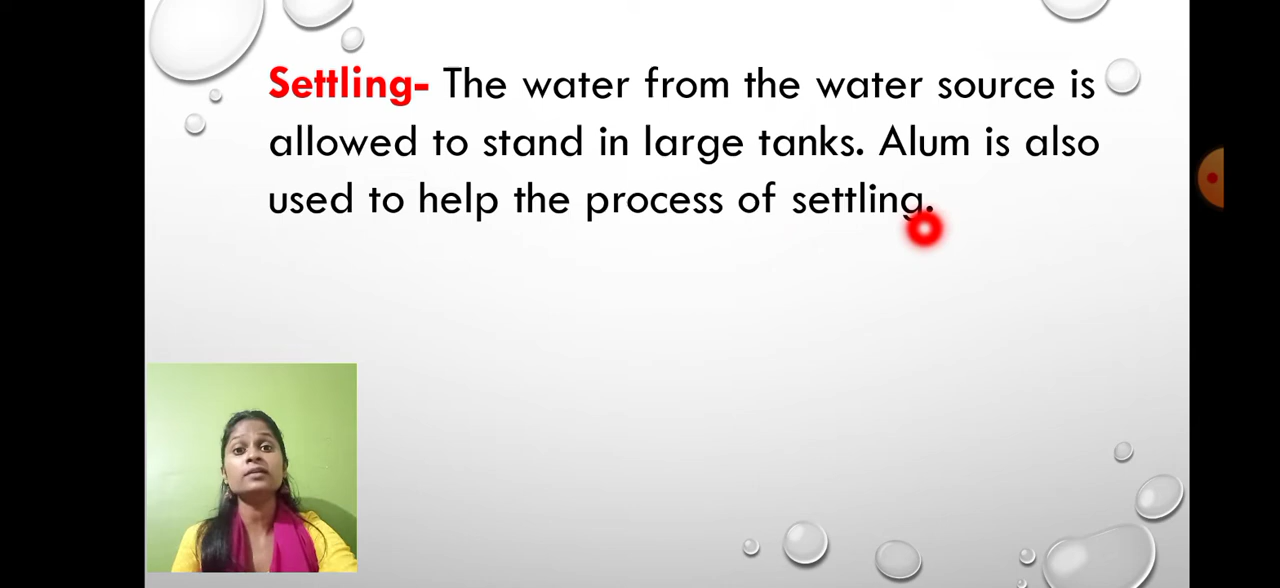 Settling- The water from the water source is
allowed to stand in large tanks. Alum is also
used to help the process of settling.